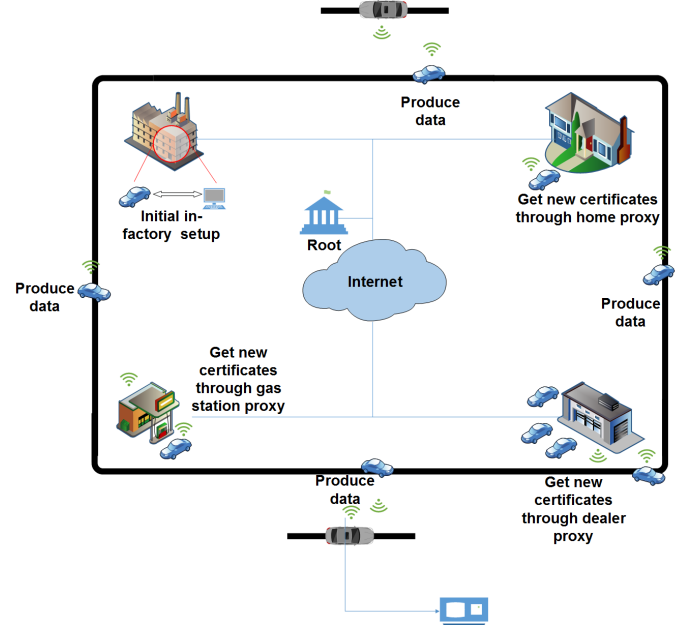 Produce
data
Get new certificates
through home proxy
Initial in-
factory setup
Root
Internet
Produce
data
Produce
data
Get new
certificates
through gas
station proxy
Produce
data
Get new
certificates
through dealer
proxy